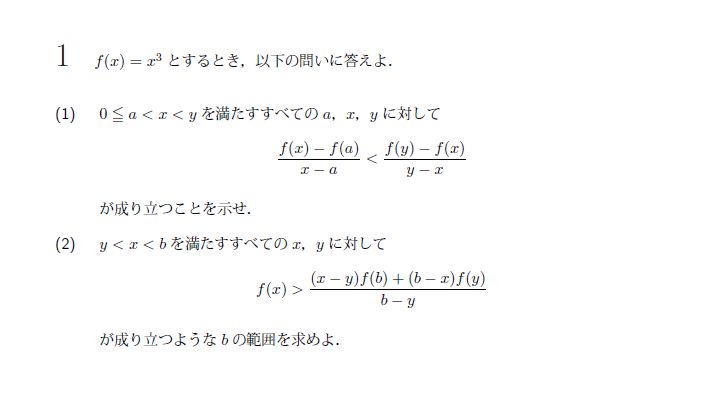 1 f(x) = x³ とするとき，以下の問いに答えよ．
(1) 0 ≦ a < x < y を満たすすべての a，x，y に対して
\frac{f(x) − f(a)}{x − a} < \frac{f(y) − f(x)}{y − x}
が成り立つことを示せ．
(2) y < x < b を満たすすべての x，y に対して
f(x) > \frac{(x − y)f(b) + (b − x)f(y)}{b − y}
が成り立つような b の範囲を求めよ．